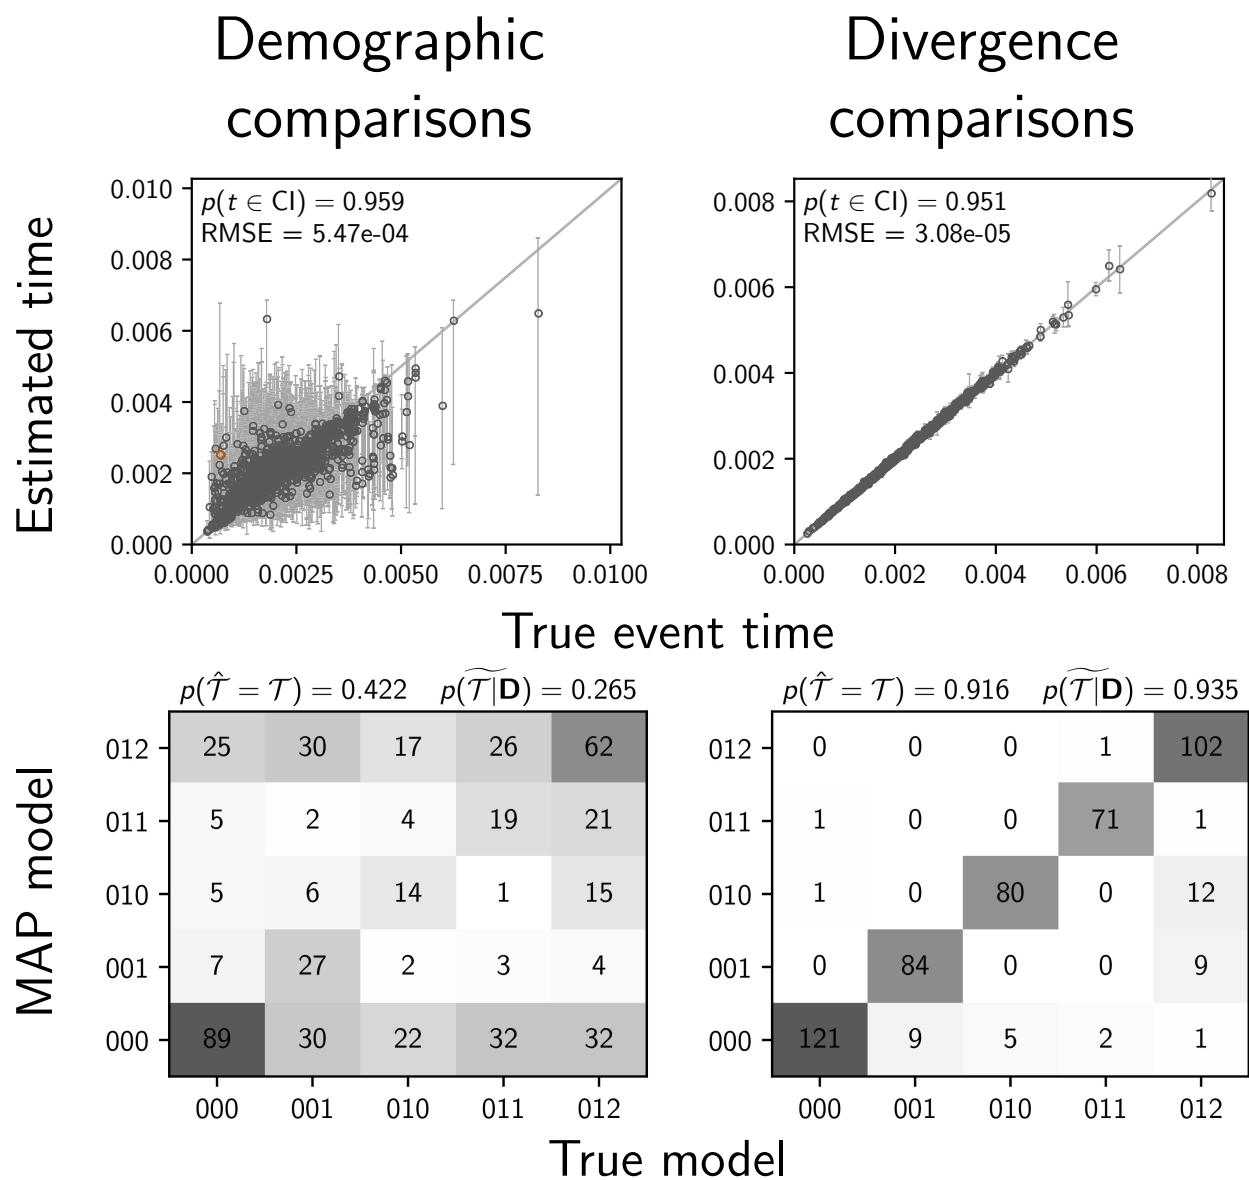 Demographic
comparisons
Divergence
comparisons
Estimated time
0.010
0.008
0.006
0.004
0.002
0.000
p(t ∈ CI) = 0.959
RMSE = 5.47e-04
0.0000 0.0025 0.0050 0.0075 0.0100
0.008
0.006
0.004
0.002
0.000
p(t ∈ CI) = 0.951
RMSE = 3.08e-05
0.000 0.002 0.004 0.006 0.008
True event time
MAP model
p(𝒯̂ = 𝒯) = 0.422 p(𝒯|D) = 0.265
012 25 30 17 26 62
011 5 2 4 19 21
010 5 6 14 1 15
001 7 27 2 3 4
000 89 30 22 32 32
000 001 010 011 012
p(𝒯̂ = 𝒯) = 0.916 p(𝒯|D) = 0.935
012 0 0 0 1 102
011 1 0 0 71 1
010 1 0 80 0 12
001 0 84 0 0 9
000 121 9 5 2 1
000 001 010 011 012
True model